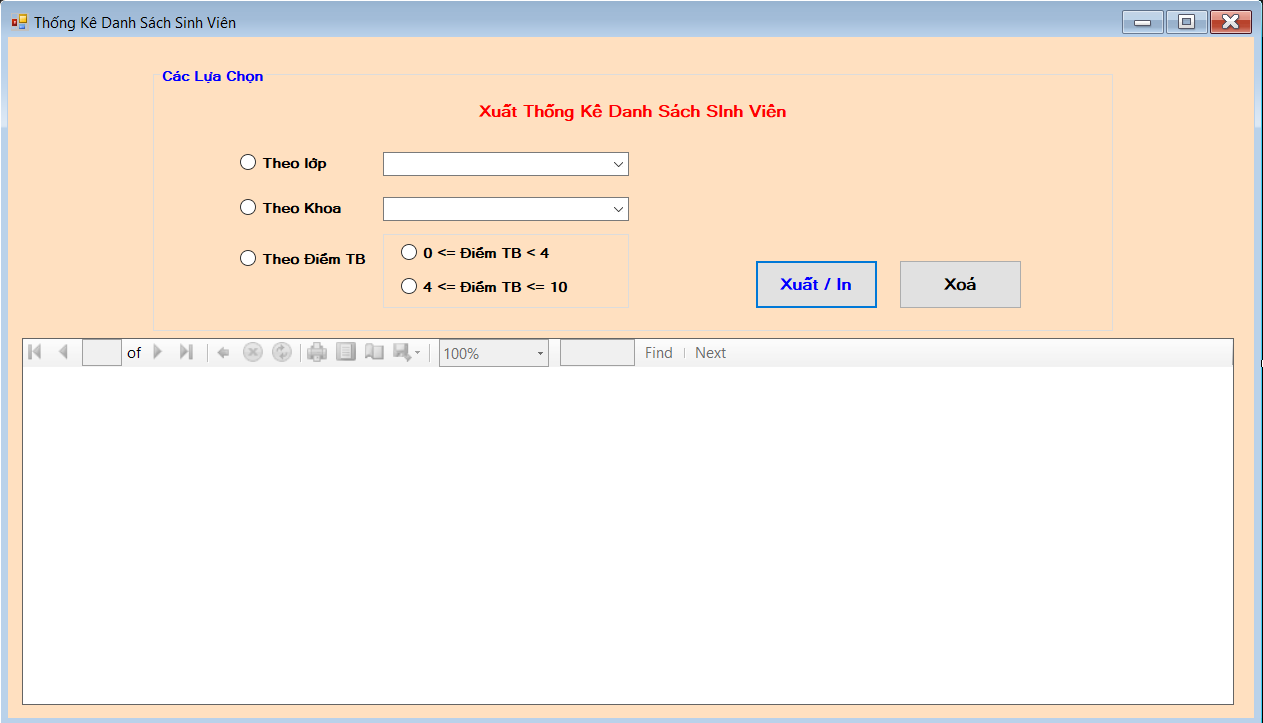 Thống Kê Danh Sách Sinh Viên
Các Lựa Chọn
Xuất Thống Kê Danh Sách SInh Viên
Theo lớp
Theo Khoa
Theo Điểm TB
0 <= Điểm TB < 4
4 <= Điểm TB <= 10
Xuất / In
Xoá
of
100%
Find
Next